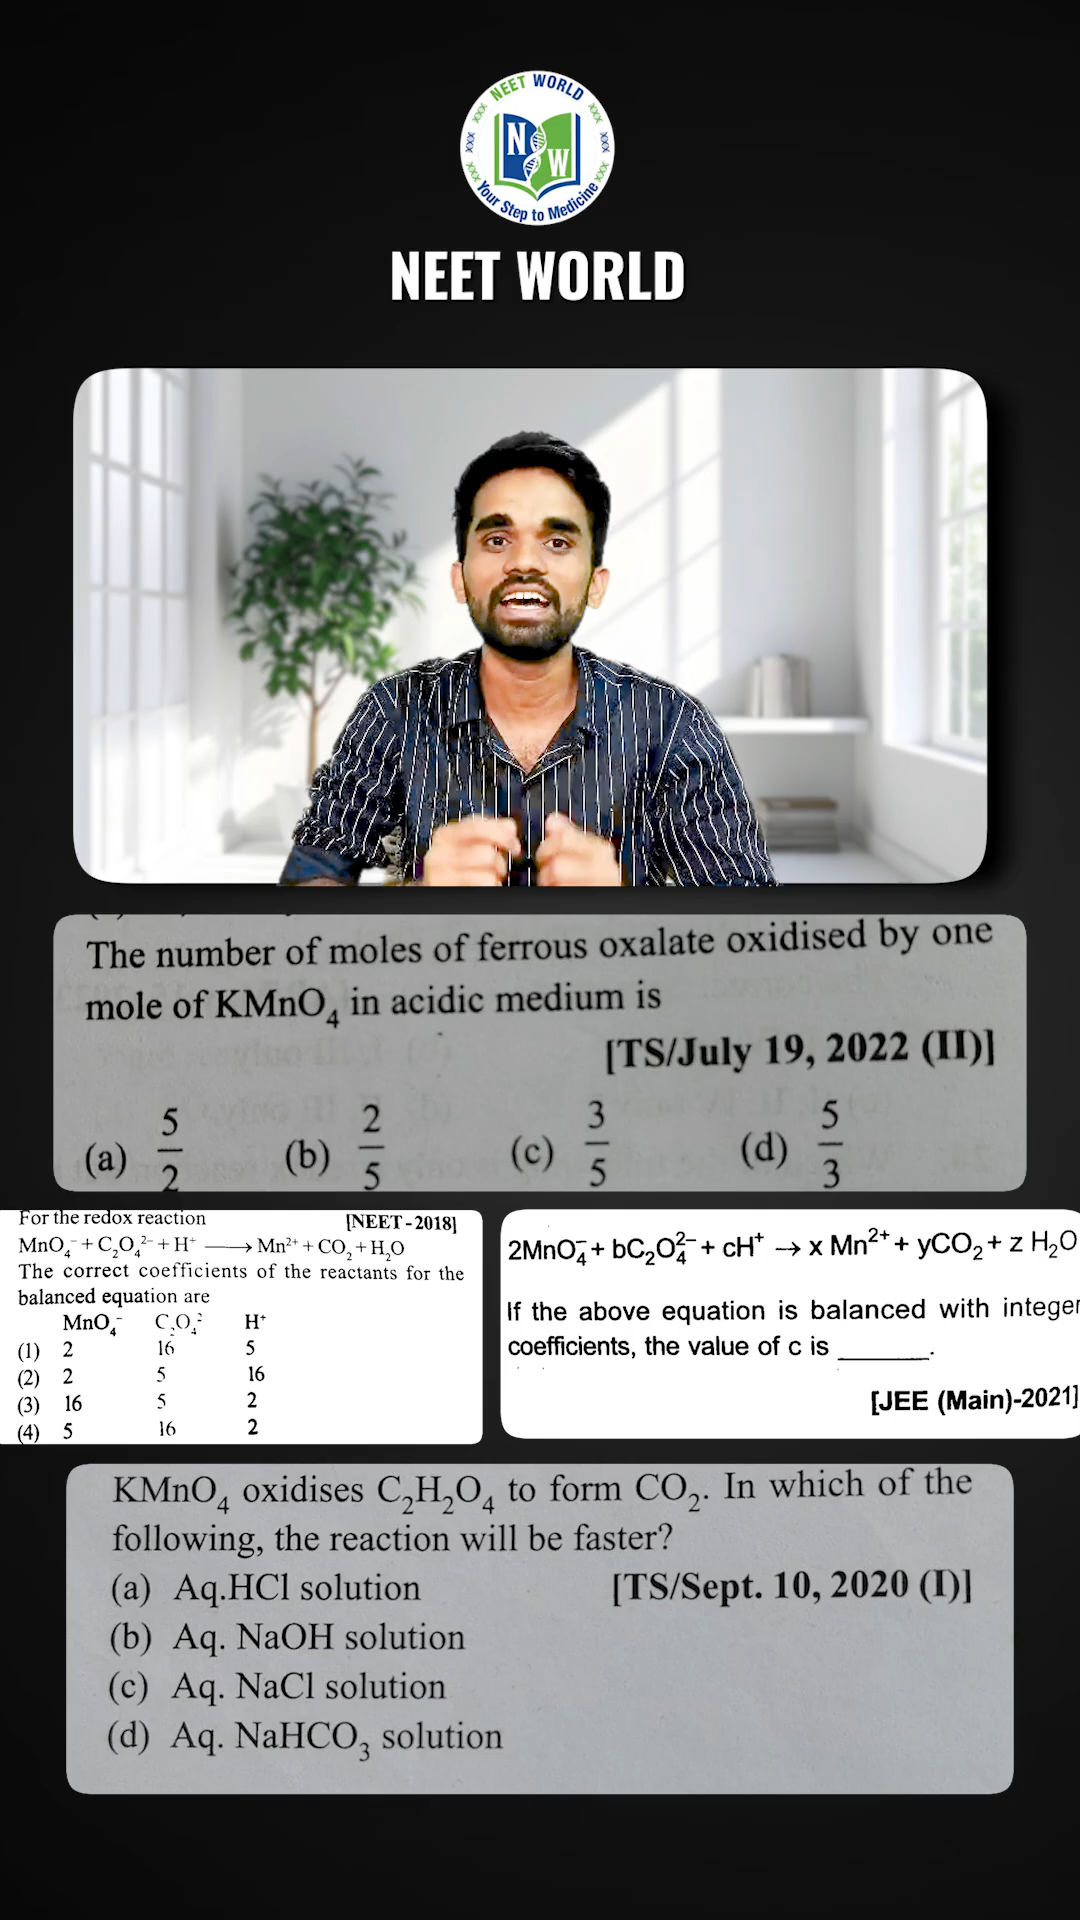 NEET WORLD
N W
Your Step to Medicine
NEET WORLD
The number of moles of ferrous oxalate oxidised by one
mole of KMnO₄ in acidic medium is
[TS/July 19, 2022 (II)]
(a) 5/2 (b) 2/5 (c) 3/5 (d) 5/3
For the redox reaction [NEET-2018]
MnO₄⁻ + C₂O₄²⁻ + H⁺ ⟶ Mn²⁺ + CO₂ + H₂O
The correct coefficients of the reactants for the
balanced equation are
MnO₄⁻ C₂O₄² H⁺
(1) 2 16 5
(2) 2 5 16
(3) 16 5 2
(4) 5 16 2
2MnO₄⁻ + bC₂O₄²⁻ + cH⁺ → x Mn²⁺ + yCO₂ + z H₂O
If the above equation is balanced with integer
coefficients, the value of c is ______.
[JEE (Main)-2021]
KMnO₄ oxidises C₂H₂O₄ to form CO₂. In which of the
following, the reaction will be faster?
(a) Aq.HCl solution [TS/Sept. 10, 2020 (I)]
(b) Aq. NaOH solution
(c) Aq. NaCl solution
(d) Aq. NaHCO₃ solution